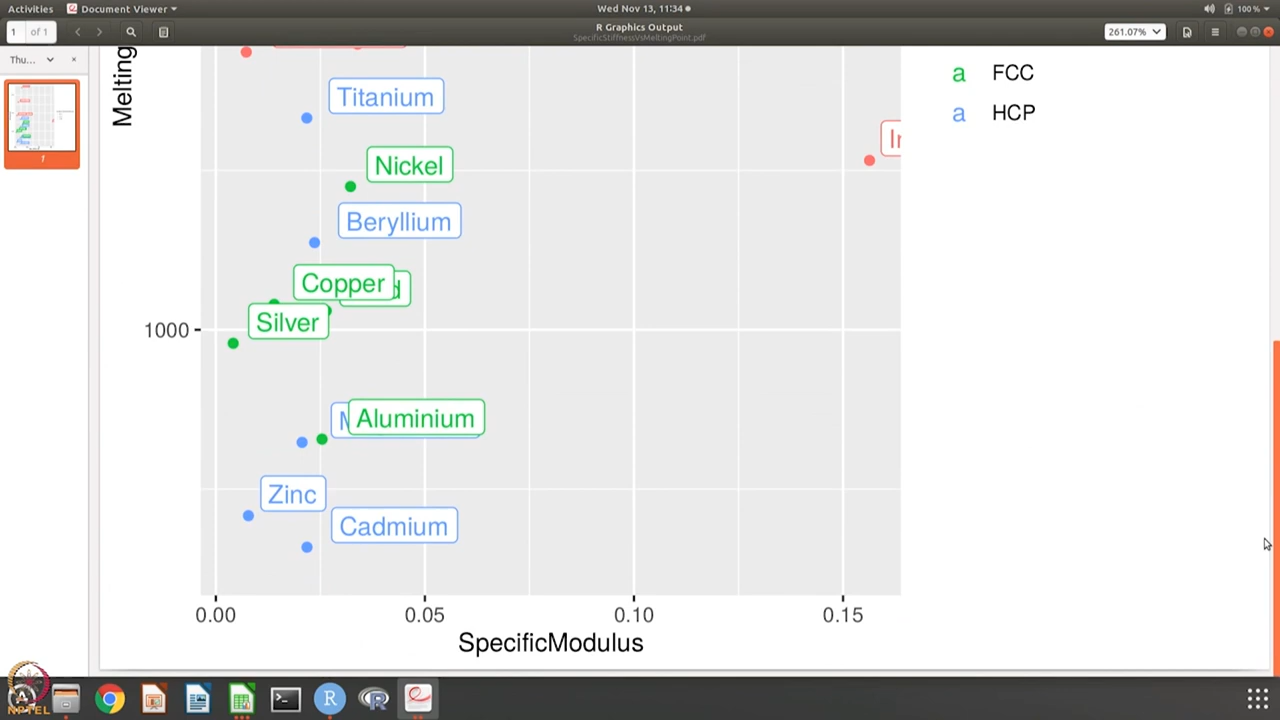 Activities
Document Viewer
Wed Nov 13, 11:34
100 %
1 of 1
R Graphics Output
SpecificStiffnessVsMeltingPoint.pdf
261.07%
Thu...
Melting
FCC
a
HCP
a
Titanium
Nickel
Beryllium
Copper
d
Silver
1000
Aluminium
Zinc
Cadmium
0.00
0.05
0.10
0.15
SpecificModulus
NPTEL